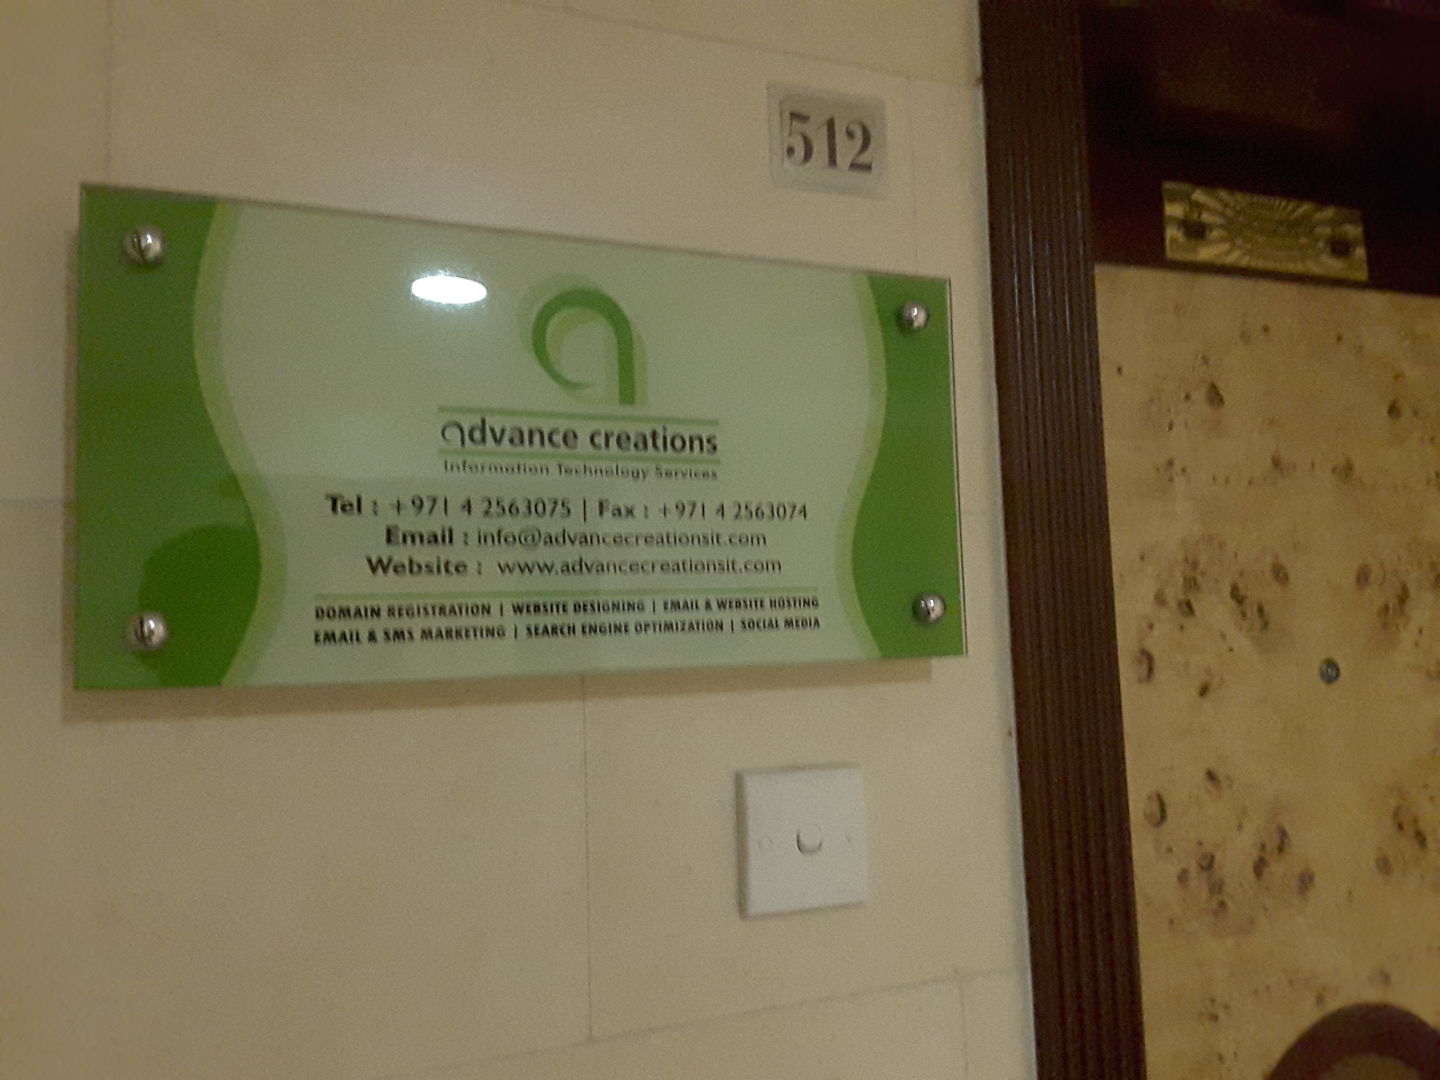 512
advance creations
Information Technology Services
Tel : +971 4 2563075 | Fax : +971 4 2563074
Email : info@advancecreationsit.com
Website : www.advancecreationsit.com
DOMAIN REGISTRATION | WEBSITE DESIGNING | EMAIL & WEBSITE HOSTING
EMAIL & SMS MARKETING | SEARCH ENGINE OPTIMIZATION | SOCIAL MEDIA